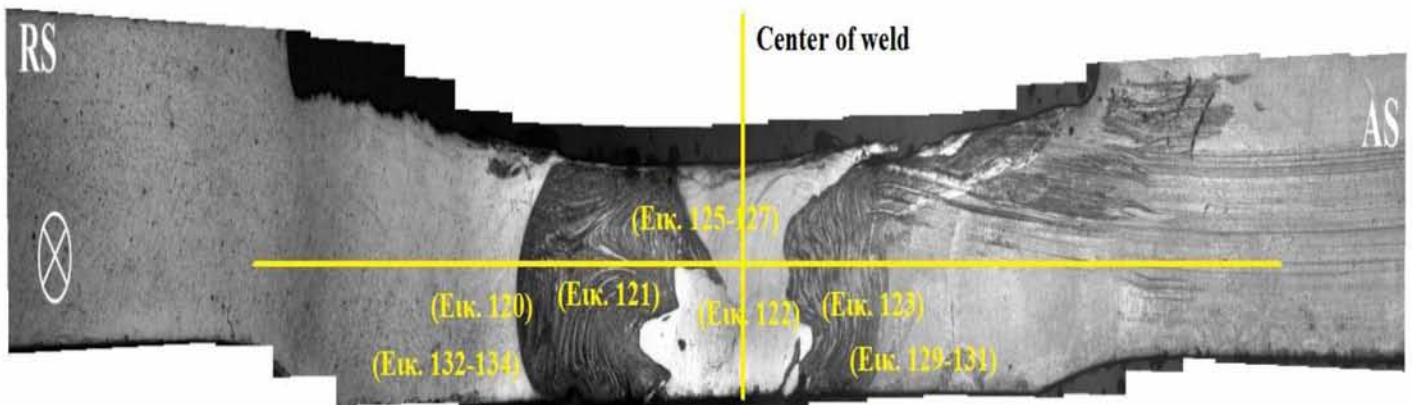 RS
Center of weld
AS
(Εικ. 125-127)
(Εικ. 120)
(Εικ. 121)
(Εικ. 122)
(Εικ. 123)
(Εικ. 132-134)
(Εικ. 129-131)